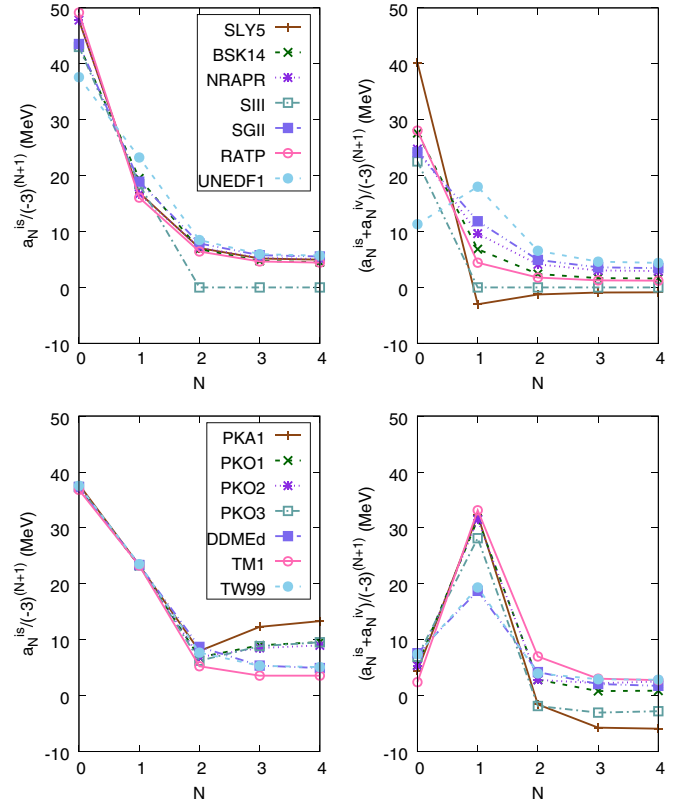 50
40
30
20
10
0
-10
0 1 2 3 4
N
a_N^is/(-3)^(N+1) (MeV)
SLY5
BSK14
NRAPR
SIII
SGII
RATP
UNEDF1
50
40
30
20
10
0
-10
0 1 2 3 4
N
(a_N^is+a_N^iv)/(-3)^(N+1) (MeV)
50
40
30
20
10
0
-10
0 1 2 3 4
N
a_N^is/(-3)^(N+1) (MeV)
PKA1
PKO1
PKO2
PKO3
DDMEd
TM1
TW99
50
40
30
20
10
0
-10
0 1 2 3 4
N
(a_N^is+a_N^iv)/(-3)^(N+1) (MeV)